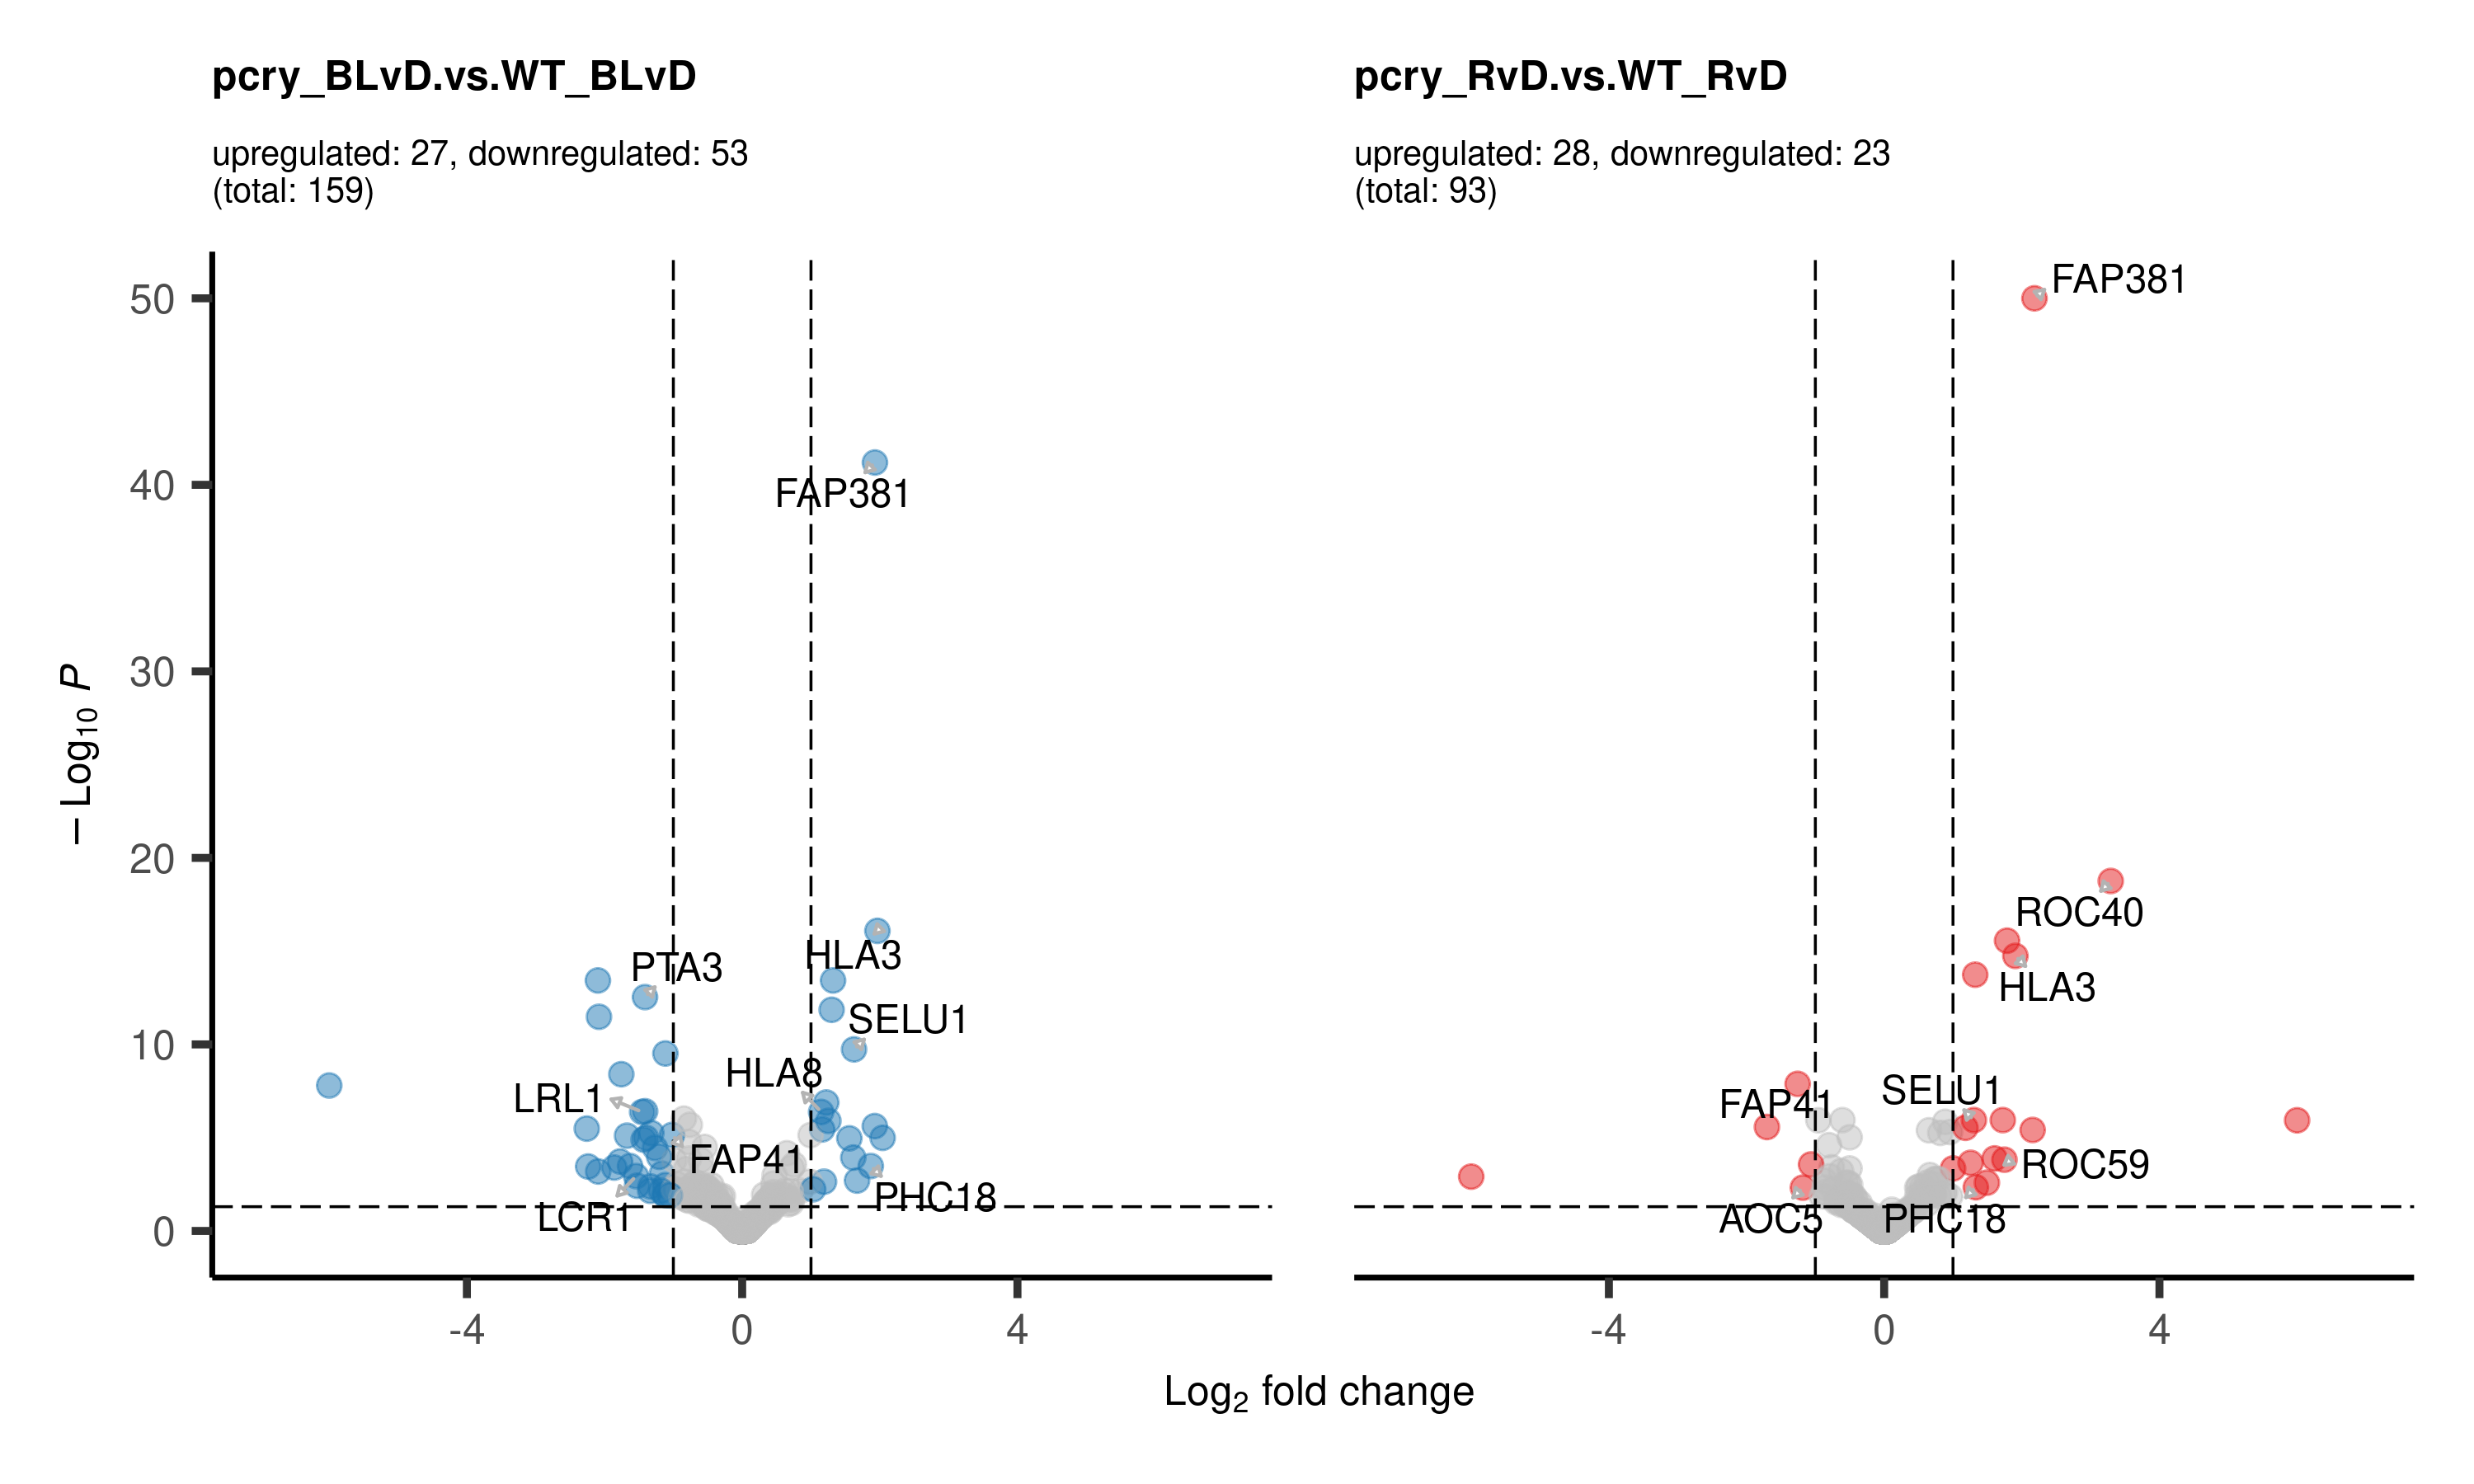 pcry_BLvD.vs.WT_BLvD
upregulated: 27, downregulated: 53
(total: 159)
pcry_RvD.vs.WT_RvD
upregulated: 28, downregulated: 23
(total: 93)
− Log₁₀ P
50
40
30
20
10
0
FAP381
HLA3
PTA3
SELU1
HLA8
LRL1
FAP41
PHC18
LCR1
-4
0
4
FAP381
ROC40
HLA3
SELU1
FAP41
ROC59
AOC5
PHC18
-4
0
4
Log₂ fold change